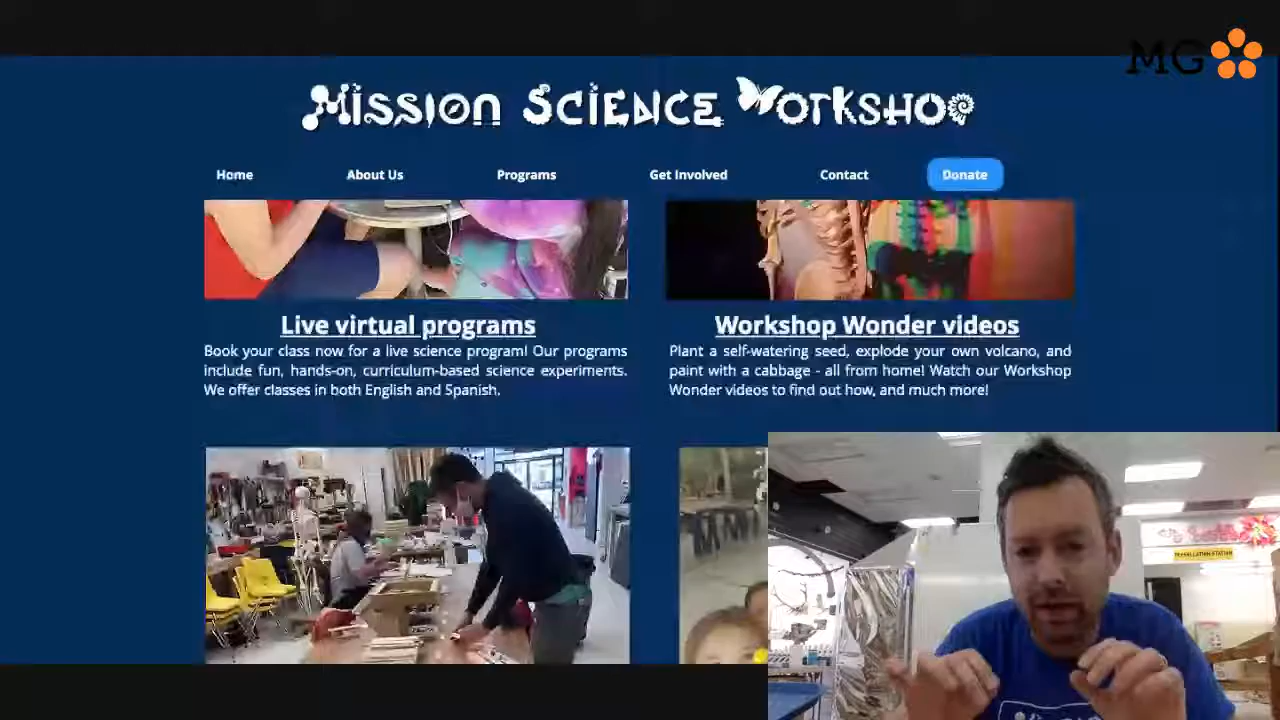 MG
Mission Science Workshop
Home About Us Programs Get Involved Contact Donate
Live virtual programs
Book your class now for a live science program! Our programs
include fun, hands-on, curriculum-based science experiments.
We offer classes in both English and Spanish.
Workshop Wonder videos
Plant a self-watering seed, explode your own volcano, and
paint with a cabbage - all from home! Watch our Workshop
Wonder videos to find out how, and much more!